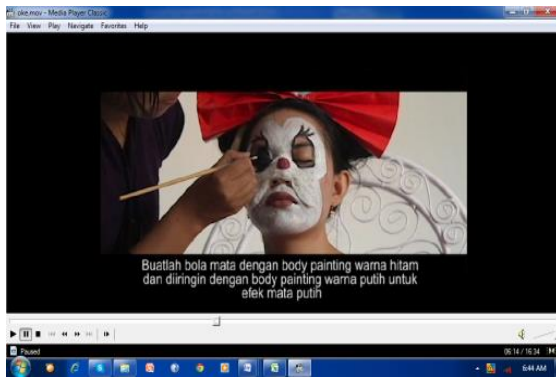 oke.mov - Media Player Classic
File View Play Navigate Favorites Help
Buatlah bola mata dengan body painting warna hitam
dan diiringin dengan body painting warna putih untuk
efek mata putih
Paused
06:14 / 16:34
6:44 AM